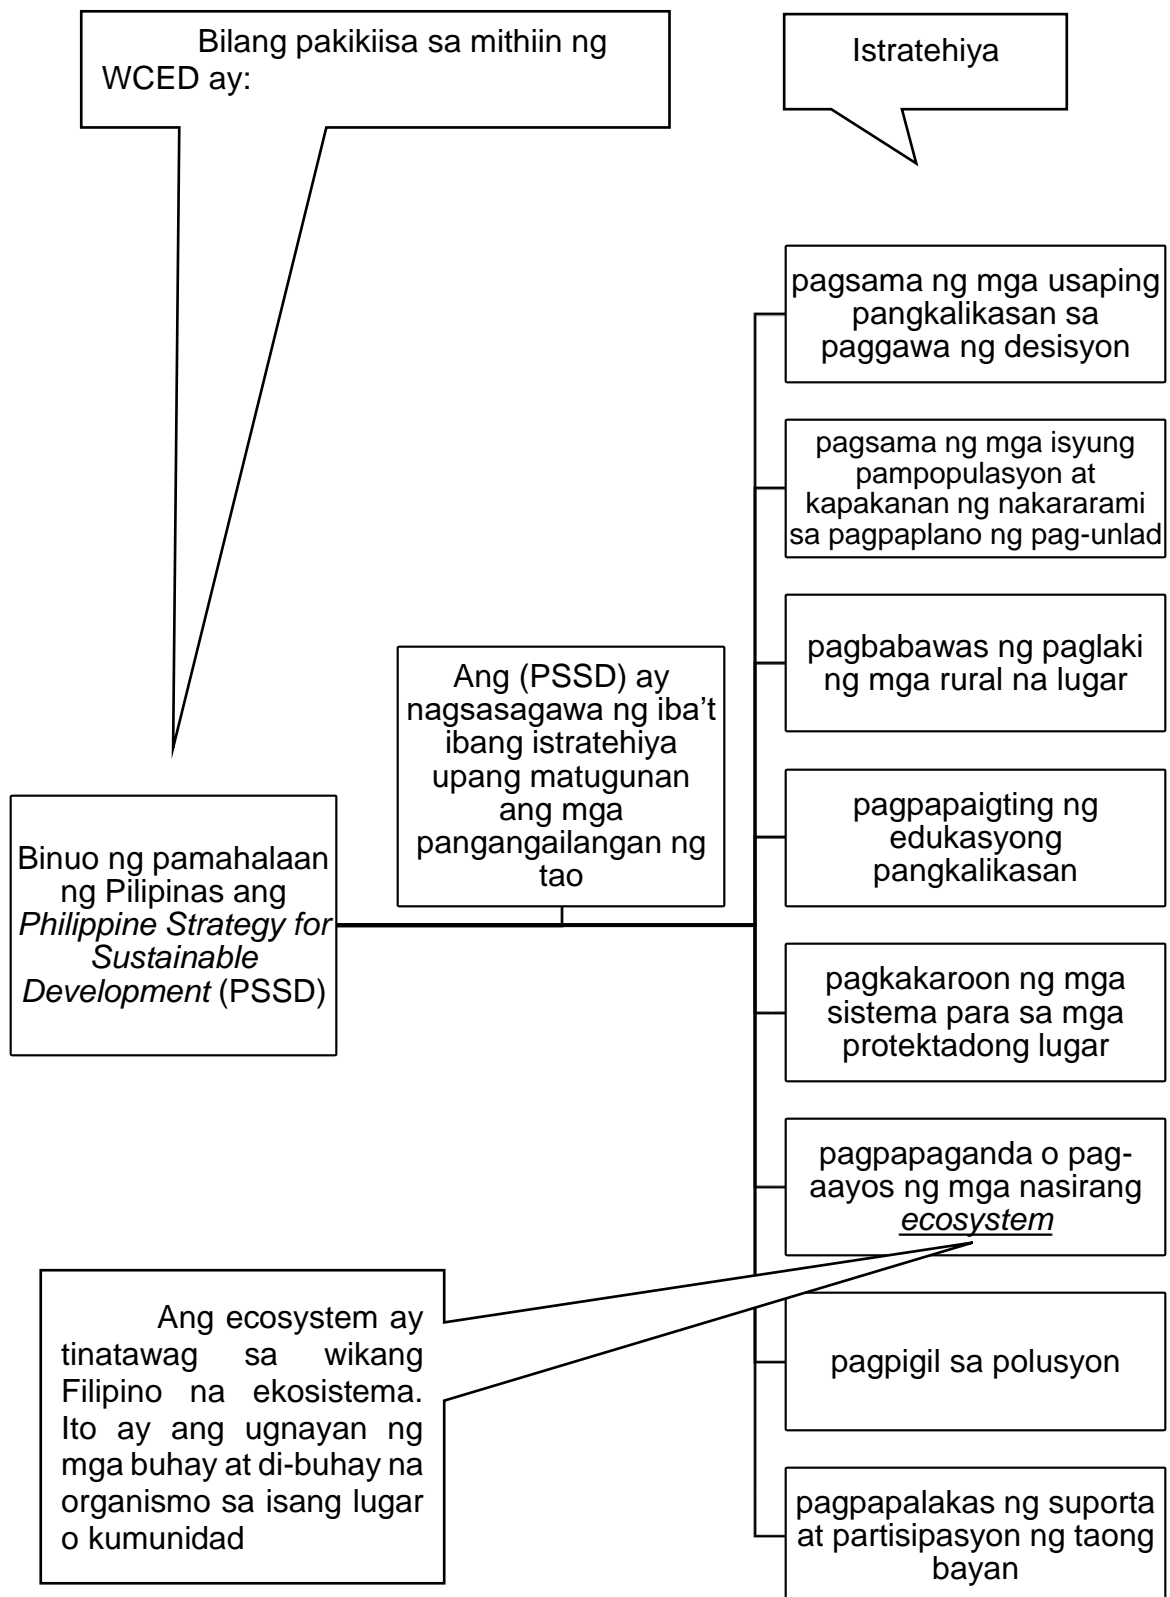 Bilang pakikiisa sa mithiin ng
WCED ay:
Istratehiya
Binuo ng pamahalaan
ng Pilipinas ang
Philippine Strategy for
Sustainable
Development (PSSD)
Ang (PSSD) ay
nagsasagawa ng iba’t
ibang istratehiya
upang matugunan
ang mga
pangangailangan ng
tao
pagsama ng mga usaping
pangkalikasan sa
paggawa ng desisyon
pagsama ng mga isyung
pampopulasyon at
kapakanan ng nakararami
sa pagpaplano ng pag-unlad
pagbabawas ng paglaki
ng mga rural na lugar
pagpapaigting ng
edukasyong
pangkalikasan
pagkakaroon ng mga
sistema para sa mga
protektadong lugar
pagpapaganda o pag-
aayos ng mga nasirang
ecosystem
Ang ecosystem ay
tinatawag sa wikang
Filipino na ekosistema.
Ito ay ang ugnayan ng
mga buhay at di-buhay na
organismo sa isang lugar
o kumunidad
pagpigil sa polusyon
pagpapalakas ng suporta
at partisipasyon ng taong
bayan